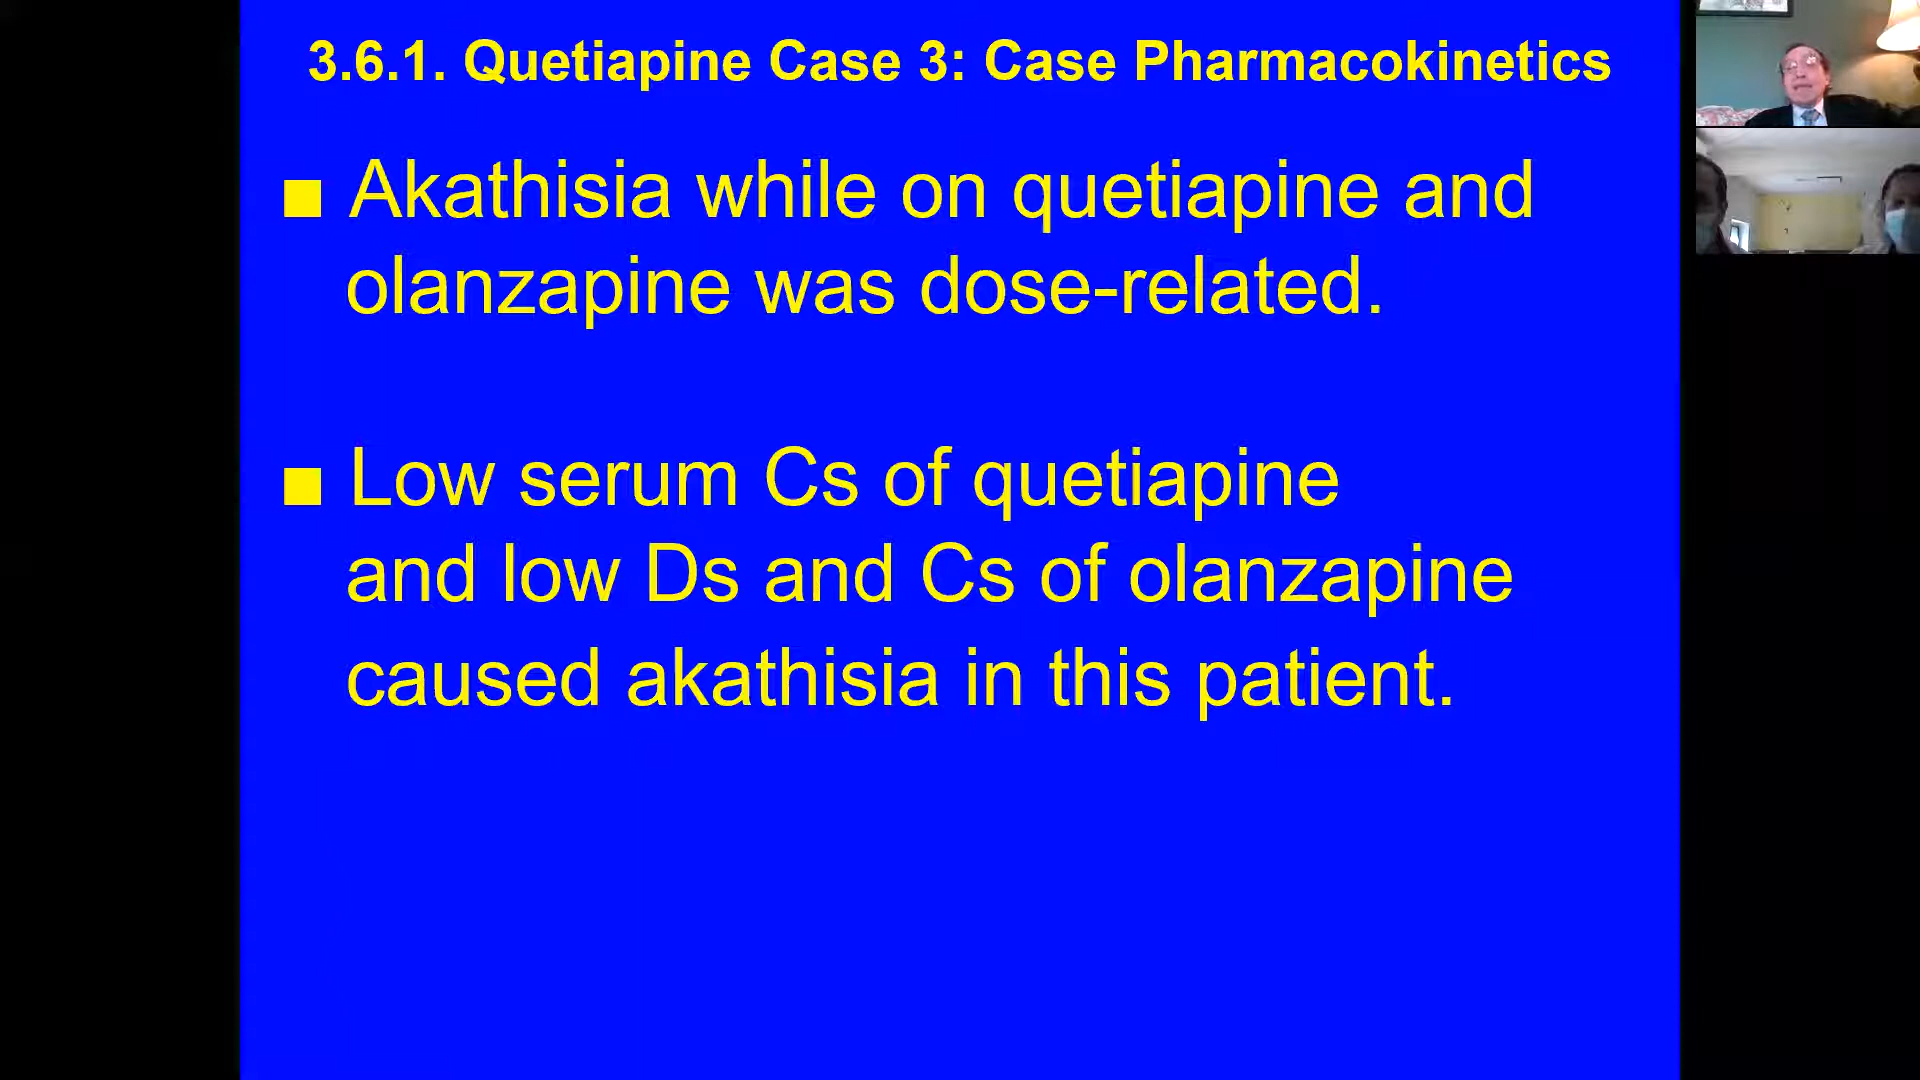 3.6.1. Quetiapine Case 3: Case Pharmacokinetics
■ Akathisia while on quetiapine and
olanzapine was dose-related.
■ Low serum Cs of quetiapine
and low Ds and Cs of olanzapine
caused akathisia in this patient.